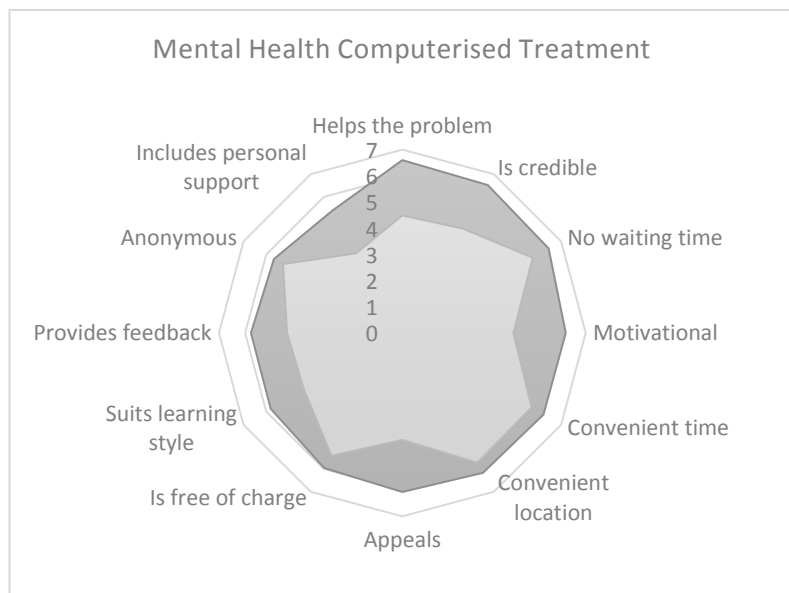 Mental Health Computerised Treatment
Helps the problem
Includes personal
support
Is credible
Anonymous
No waiting time
Provides feedback
Motivational
Suits learning
style
Convenient time
Is free of charge
Convenient
location
Appeals
7
6
5
4
3
2
1
0